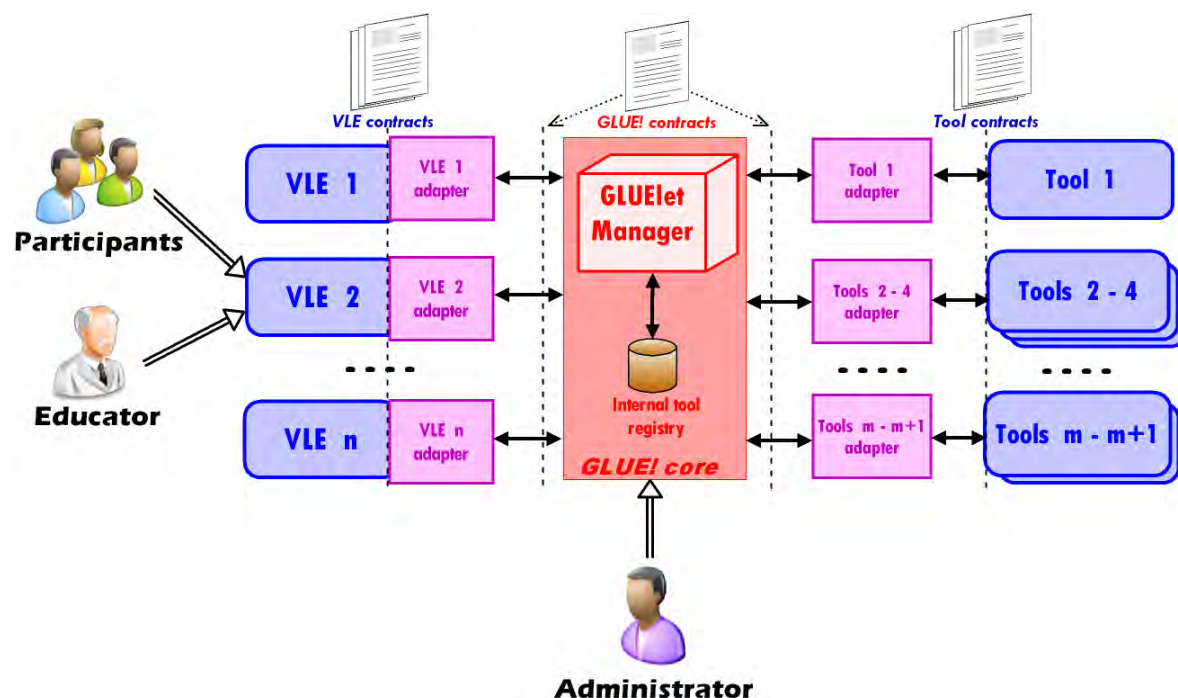 VLE contracts
GLUE! contracts
Tool contracts
Participants
Educator
VLE 1
VLE 1
adapter
VLE 2
VLE 2
adapter
. . . .
VLE n
VLE n
adapter
GLUElet
Manager
Internal tool
registry
GLUE! core
Tool 1
adapter
Tool 1
Tools 2 - 4
adapter
Tools 2 - 4
. . . .
. . . .
Tools m - m+1
adapter
Tools m - m+1
Administrator